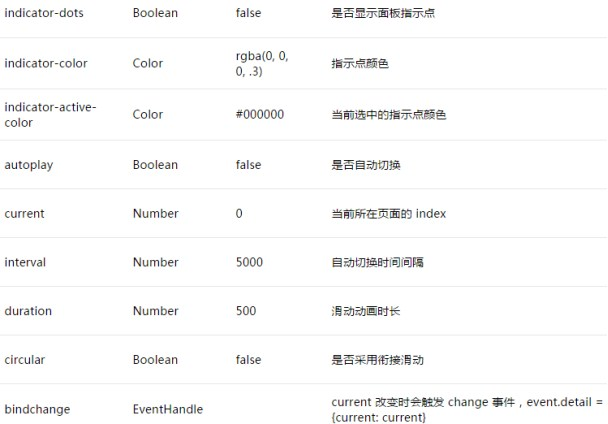 indicator-dots Boolean false 是否显示面板指示点
indicator-color Color rgba(0, 0, 0, .3) 指示点颜色
indicator-active-color Color #000000 当前选中的指示点颜色
autoplay Boolean false 是否自动切换
current Number 0 当前所在页面的 index
interval Number 5000 自动切换时间间隔
duration Number 500 滑动动画时长
circular Boolean false 是否采用衔接滑动
bindchange EventHandle current 改变时会触发 change 事件，event.detail = {current: current}